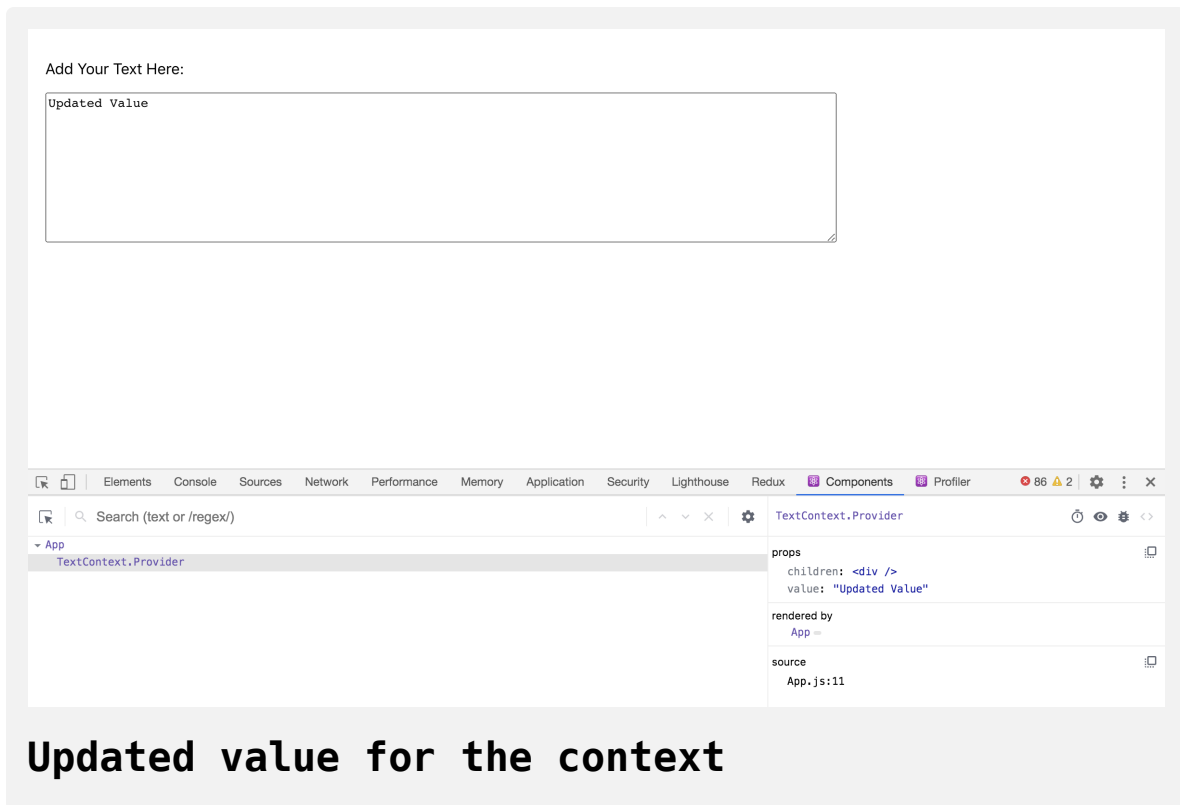 Add Your Text Here:
Updated Value
Elements Console Sources Network Performance Memory Application Security Lighthouse Redux Components Profiler 86 2
Search (text or /regex/)
TextContext.Provider
App
TextContext.Provider
props
children: <div />
value: "Updated Value"
rendered by
App
source
App.js:11
Updated value for the context